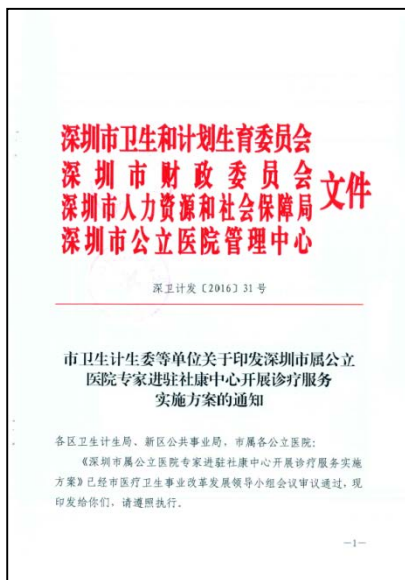 深圳市卫生和计划生育委员会
深圳市财政委员会
深圳市人力资源和社会保障局
深圳市公立医院管理中心
文件
深卫计发〔2016〕31号
市卫生计生委等单位关于印发深圳市属公立
医院专家进驻社康中心开展诊疗服务
实施方案的通知
各区卫生计生局、新区公共事业局，市属各公立医院：
《深圳市属公立医院专家进驻社康中心开展诊疗服务实施
方案》已经市医疗卫生事业改革发展领导小组会议审议通过，现
印发给你们，请遵照执行。
—1—